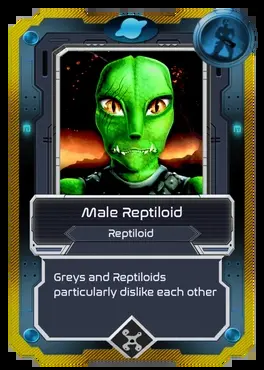 Male Reptiloid
Reptiloid
Greys and Reptiloids
particularly dislike each other